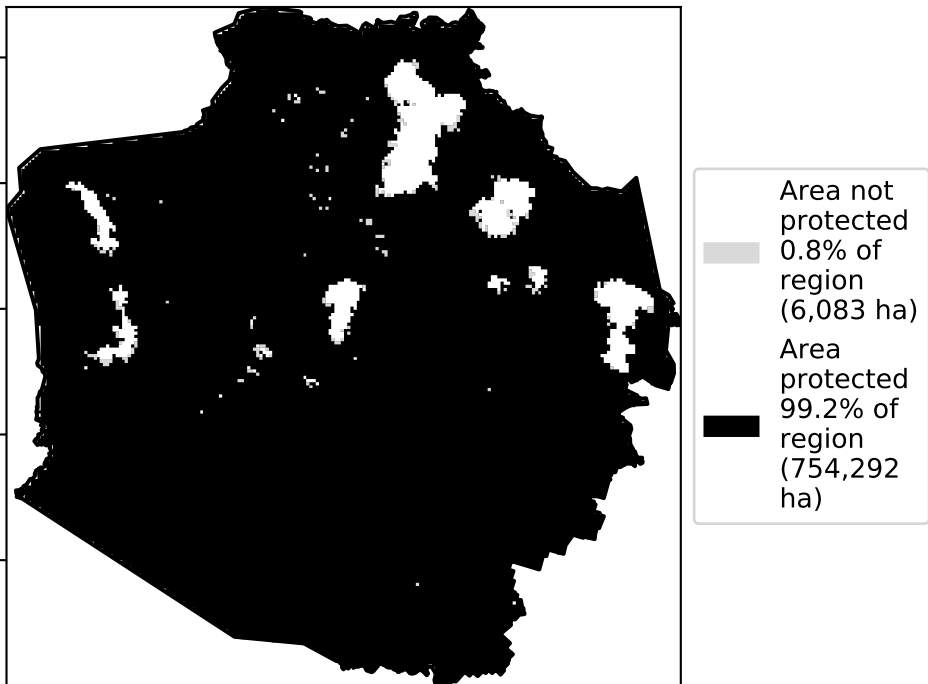 Area not
protected
0.8% of
region
(6,083 ha)
Area
protected
99.2% of
region
(754,292
ha)